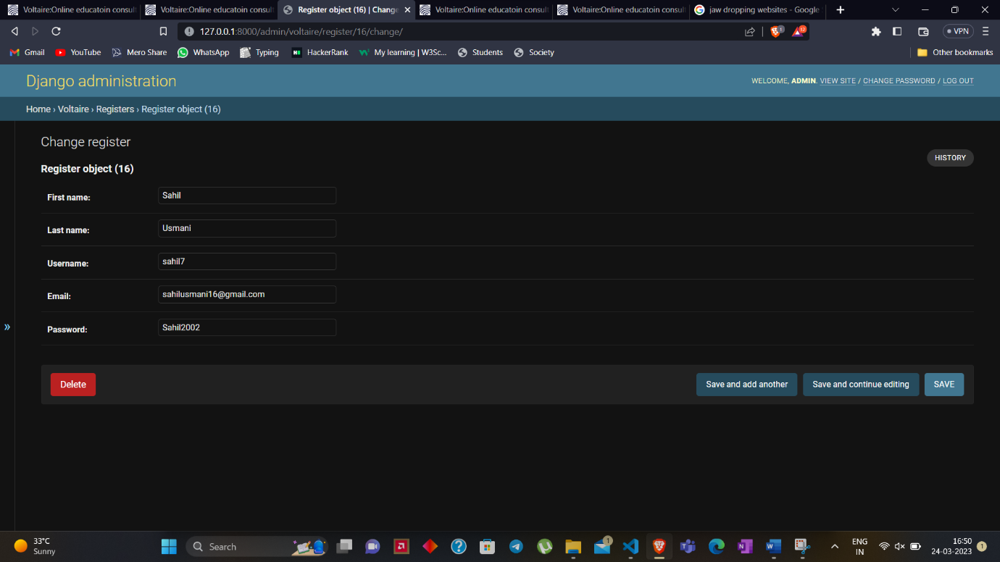 Voltaire:Online educatoin consult
Voltaire:Online educatoin consult
Register object (16) | Change
Voltaire:Online educatoin consult
Voltaire:Online educatoin consult
jaw dropping websites - Google
127.0.0.1:8000/admin/voltaire/register/16/change/
1
12
VPN
Gmail
YouTube
Mero Share
WhatsApp
Typing
HackerRank
My learning | W3Sc...
Students
Society
Other bookmarks
Django administration
WELCOME, ADMIN. VIEW SITE / CHANGE PASSWORD / LOG OUT
Home › Voltaire › Registers › Register object (16)
Change register
HISTORY
Register object (16)
First name: Sahil
Last name: Usmani
Username: sahil7
Email: sahilusmani16@gmail.com
Password: Sahil2002
»
Delete
Save and add another
Save and continue editing
SAVE
33°C
Sunny
Search
1
ENG
IN
16:50
24-03-2023
1